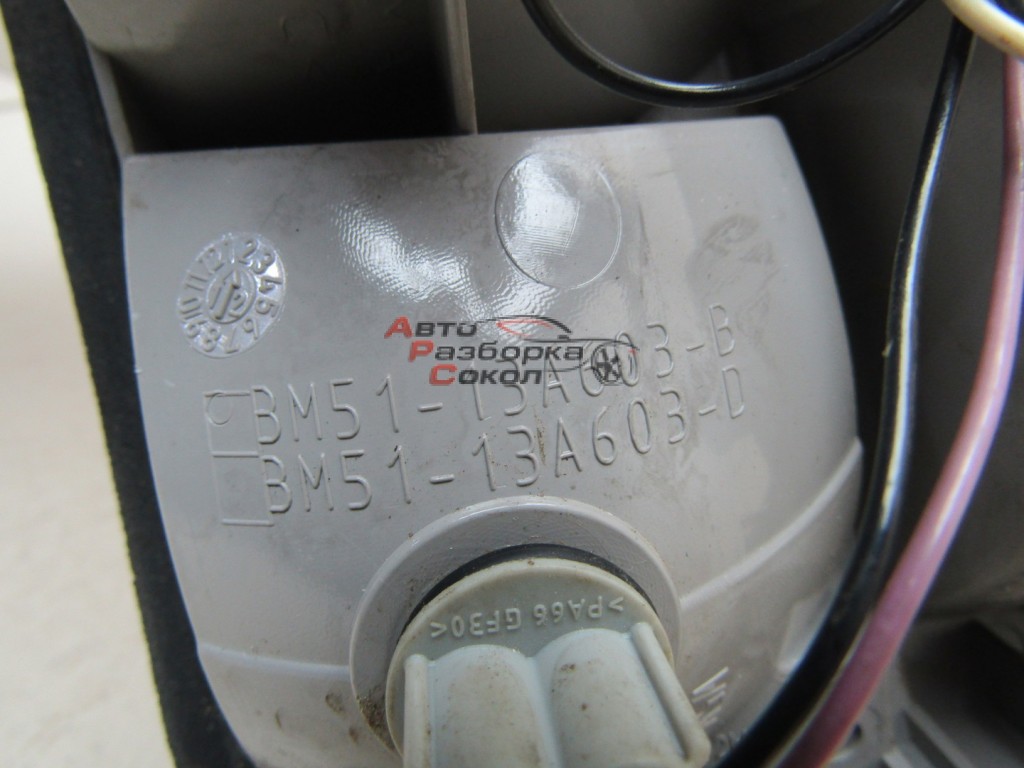 Авто
Разборка
Сокол
BM51-13A603-B
BM51-13A603-D
>PA66 GF30<